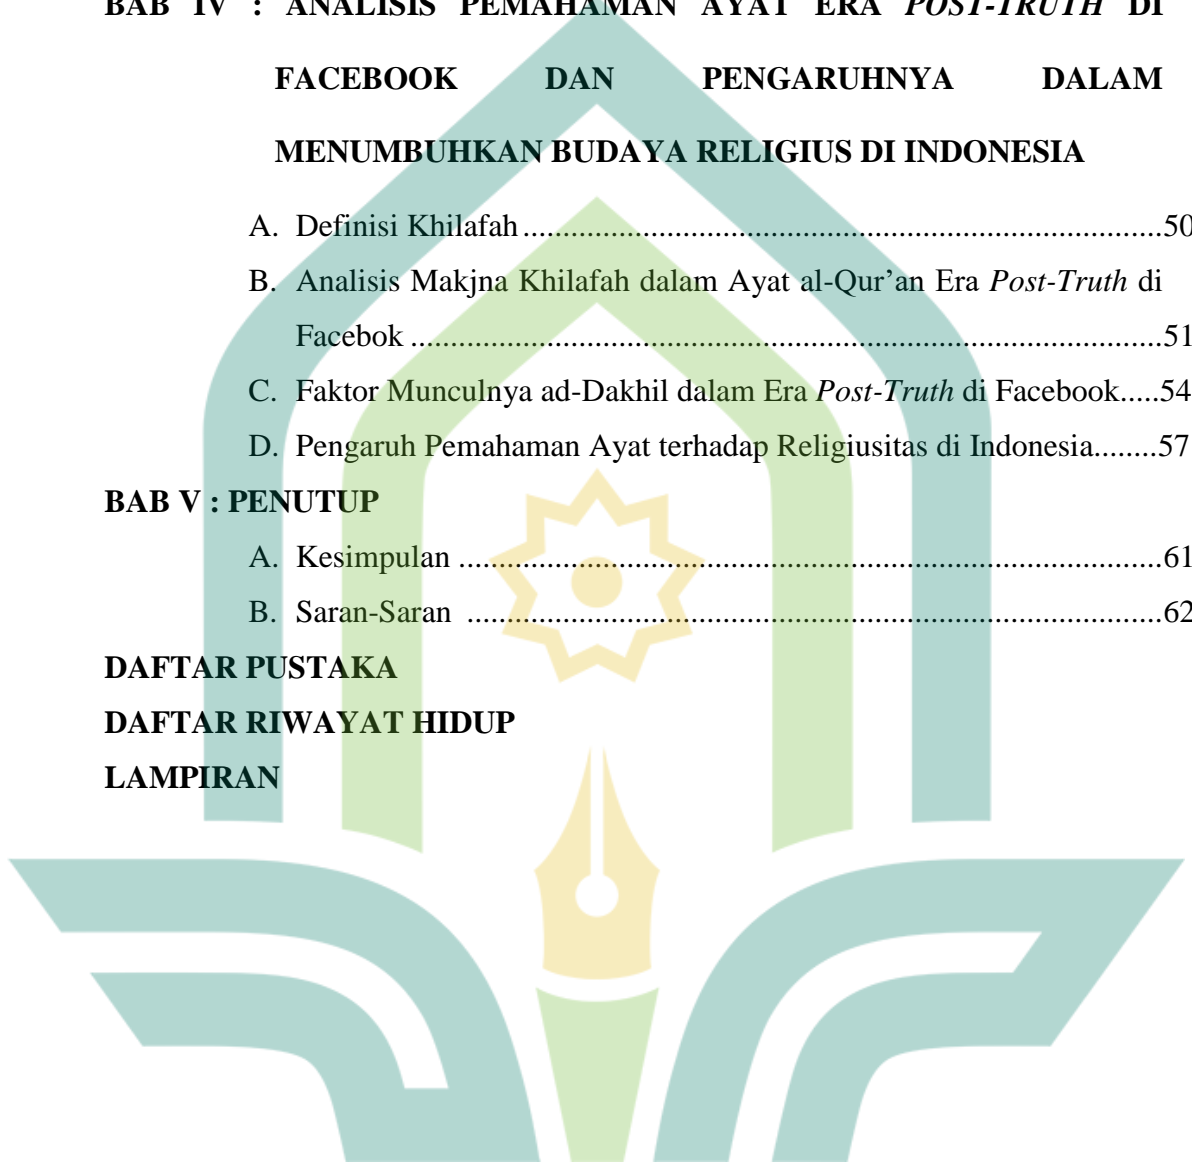 BAB IV : ANALISIS PEMAHAMAN AYAT ERA POST-TRUTH DI
FACEBOOK DAN PENGARUHNYA DALAM
MENUMBUHKAN BUDAYA RELIGIUS DI INDONESIA
A. Definisi Khilafah................................................................................50
B. Analisis Makjna Khilafah dalam Ayat al-Qur’an Era Post-Truth di
Facebok ..............................................................................................51
C. Faktor Munculnya ad-Dakhil dalam Era Post-Truth di Facebook.....54
D. Pengaruh Pemahaman Ayat terhadap Religiusitas di Indonesia........57
BAB V : PENUTUP
A. Kesimpulan ........................................................................................61
B. Saran-Saran .......................................................................................62
DAFTAR PUSTAKA
DAFTAR RIWAYAT HIDUP
LAMPIRAN